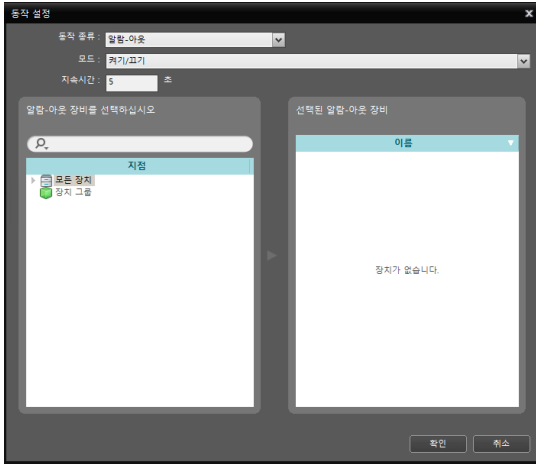 동작 설정
동작 종류 : 알람-아웃
모드 : 켜기/끄기
지속시간 : 5 초
알람-아웃 장비를 선택하십시오
선택된 알람-아웃 장비
지점
이름
모든 장치
장치 그룹
장치가 없습니다.
확인 취소